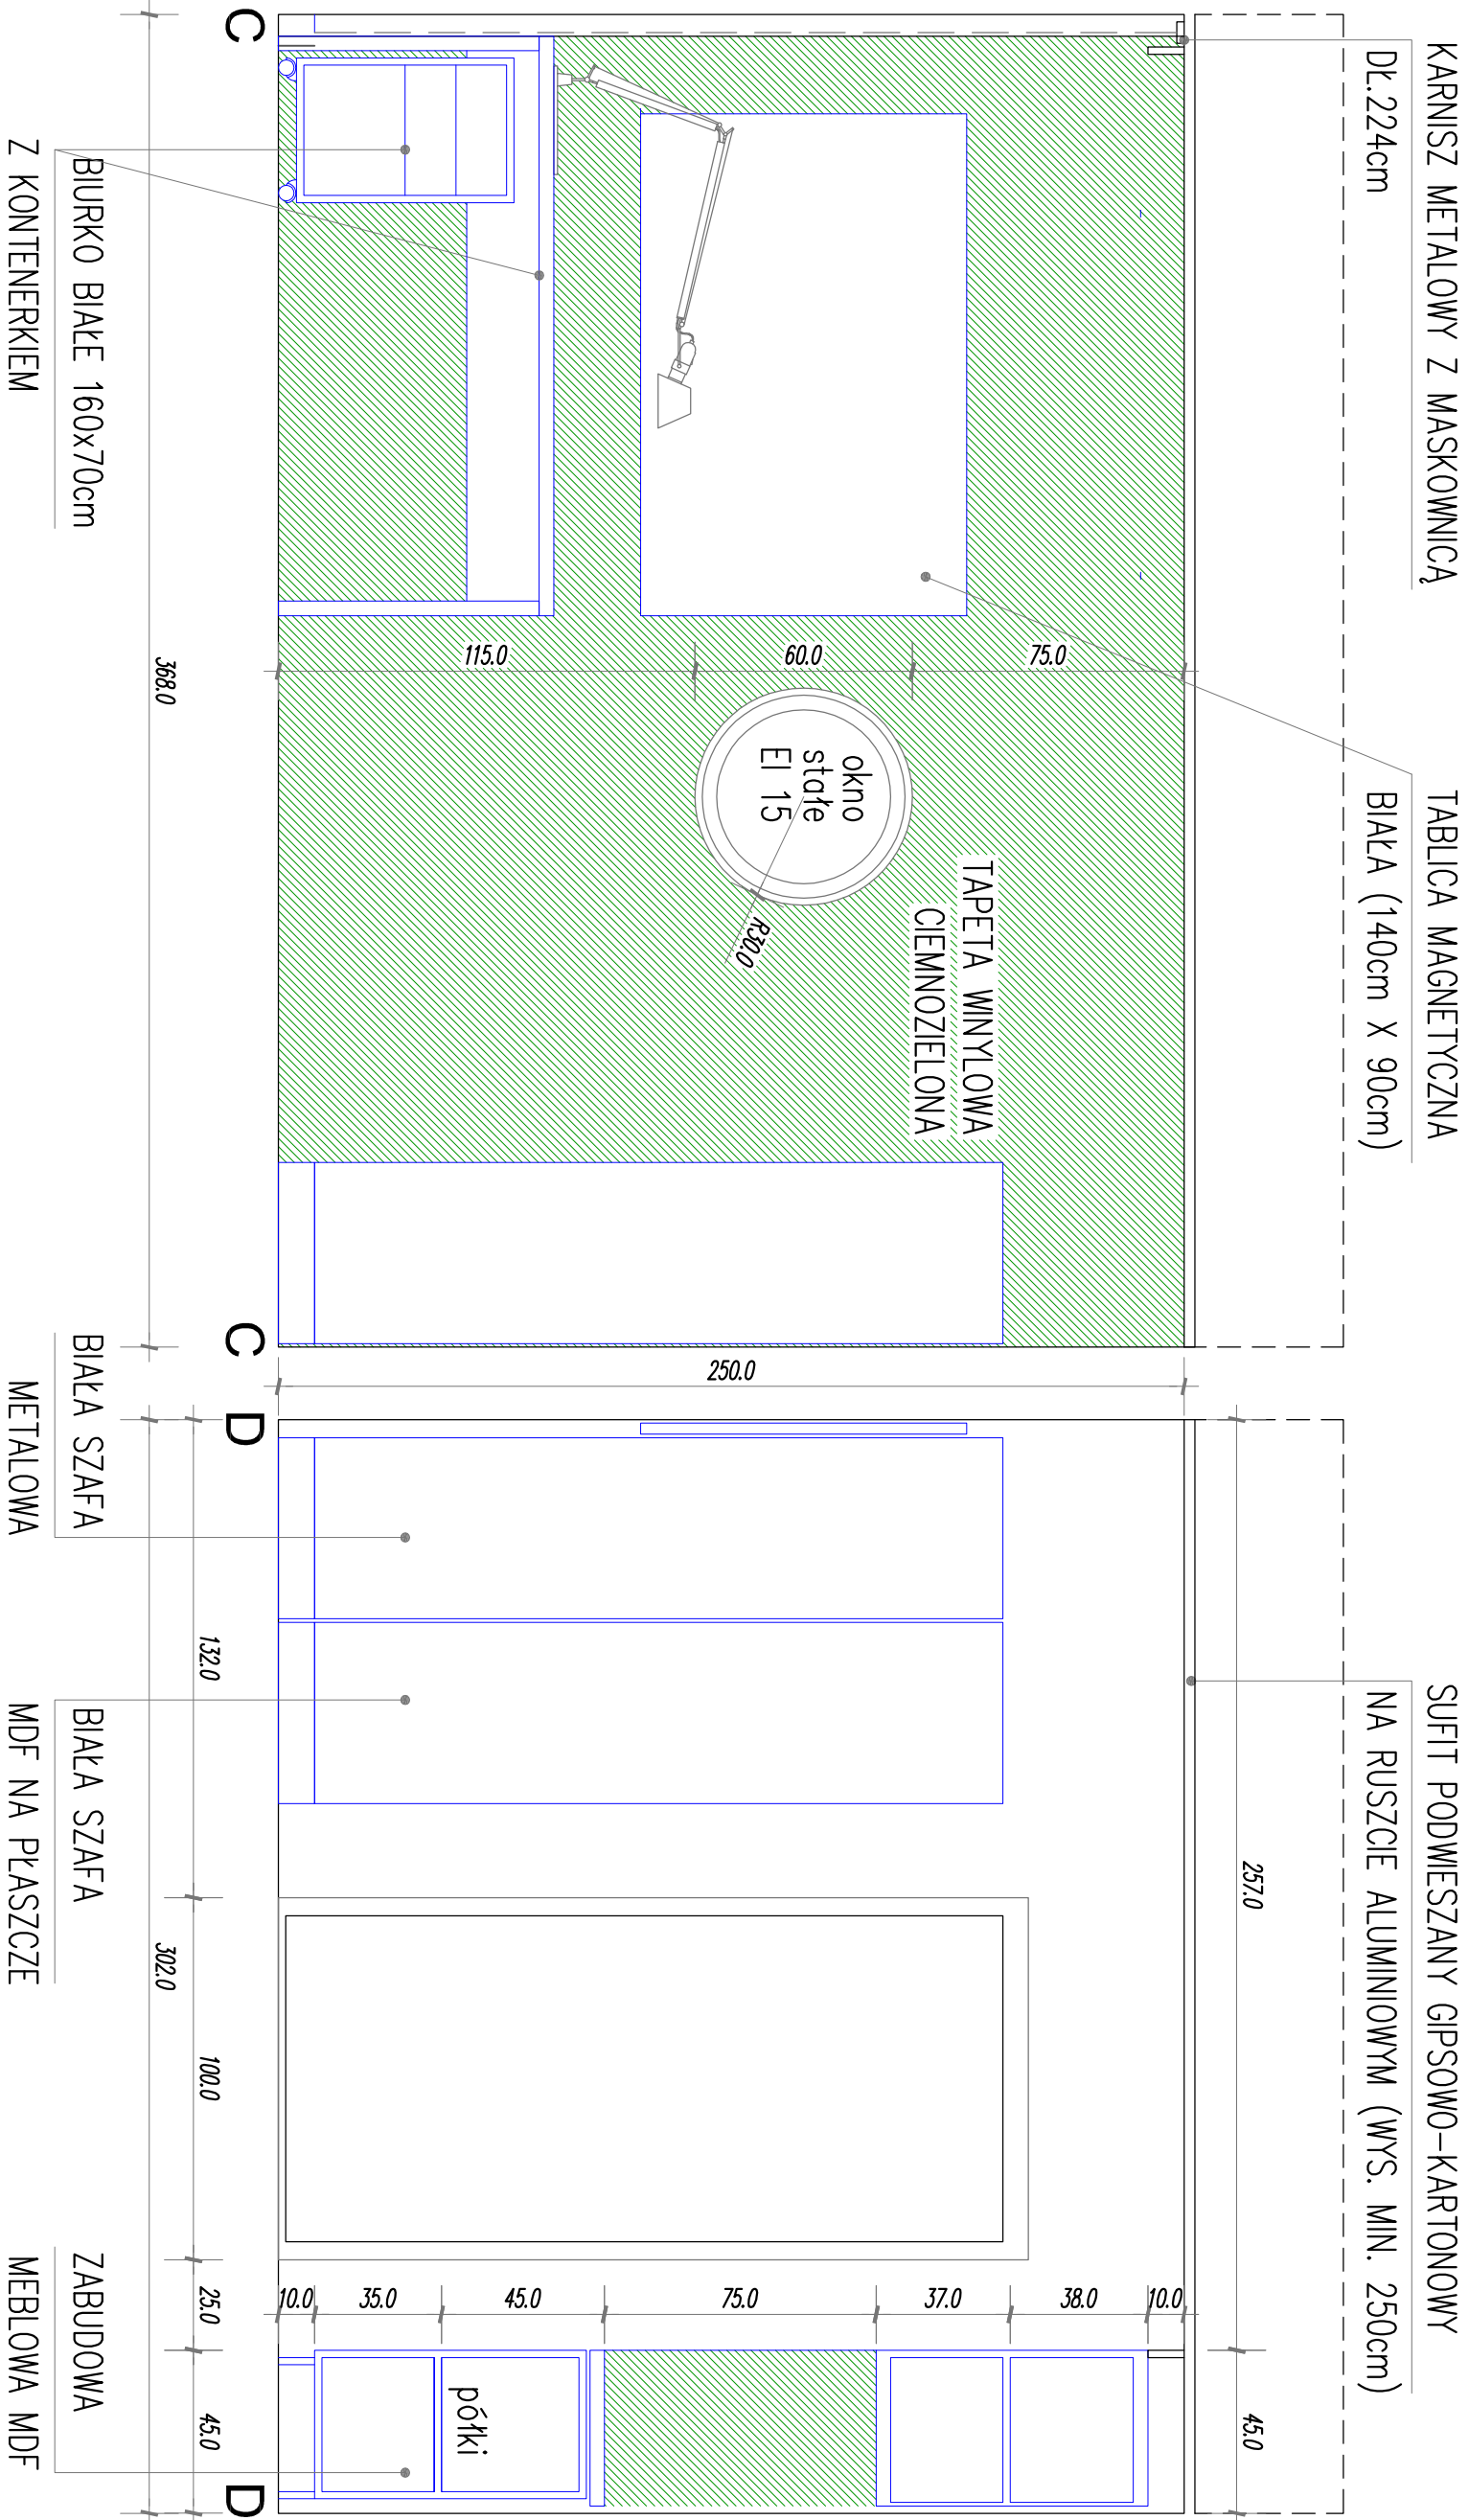 KARNISZ METALOWY Z MASKOWNICĄ
DŁ.224cm
TABLICA MAGNETYCZNA
BIAŁA (140cm X 90cm)
SUFIT PODWIESZANY GIPSOWO-KARTONOWY
NA RUSZCIE ALUMINIOWYM (WYS. MIN. 250cm)
257.0
45.0
75.0
60.0
115.0
okno
stałe
EI 15
R30.0
TAPETA WINYLOWA
CIEMNOZIELONA
250.0
10.0
38.0
37.0
75.0
45.0
35.0
10.0
półki
C
C
D
D
132.0
100.0
25.0
45.0
368.0
302.0
BIURKO BIAŁE 160x70cm
Z KONTENERKIEM
BIAŁA SZAFA
METALOWA
BIAŁA SZAFA
MDF NA PŁASZCZE
ZABUDOWA
MEBLOWA MDF